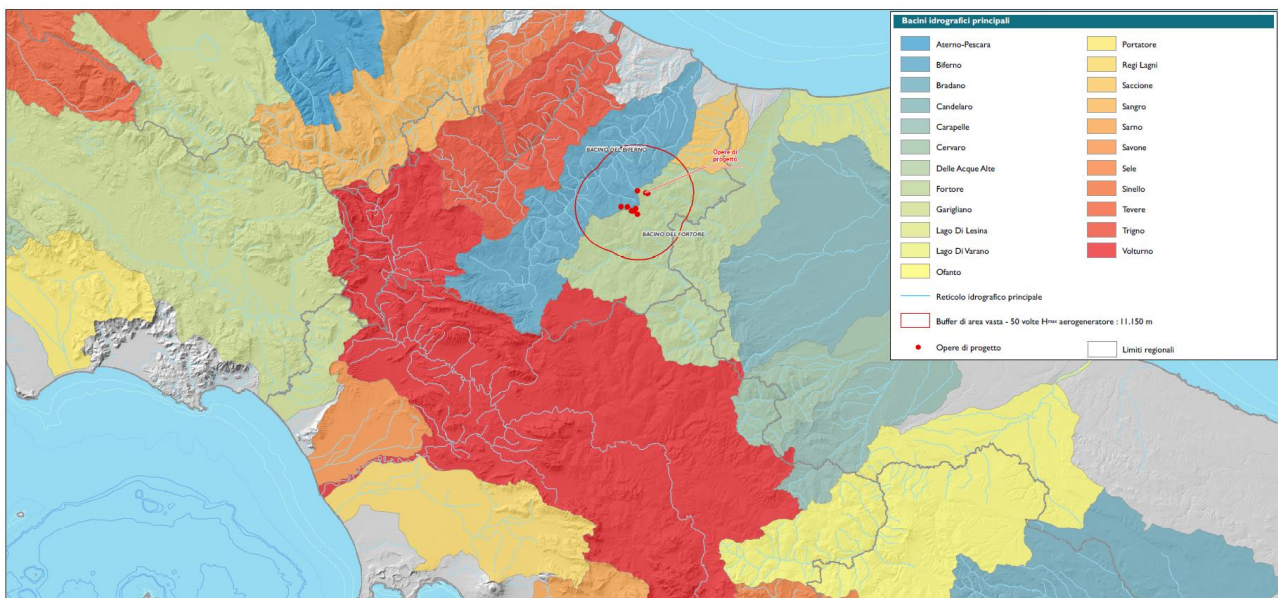 Bacini idrografici principali
Aterno-Pescara
Biferno
Bradano
Candelaro
Carapelle
Cervaro
Delle Acque Alte
Fortore
Garigliano
Lago Di Lesina
Lago Di Varano
Ofanto
Portatore
Regi Lagni
Saccione
Sangro
Sarno
Savone
Sele
Sinello
Tevere
Trigno
Volturno
Reticolo idrografico principale
Buffer di area vasta - 50 volte Hmax aerogeneratore : 11.150 m
Opere di progetto
Limiti regionali
BACINO DEL BIFERNO
Opere di
progetto
BACINO DEL FORTORE